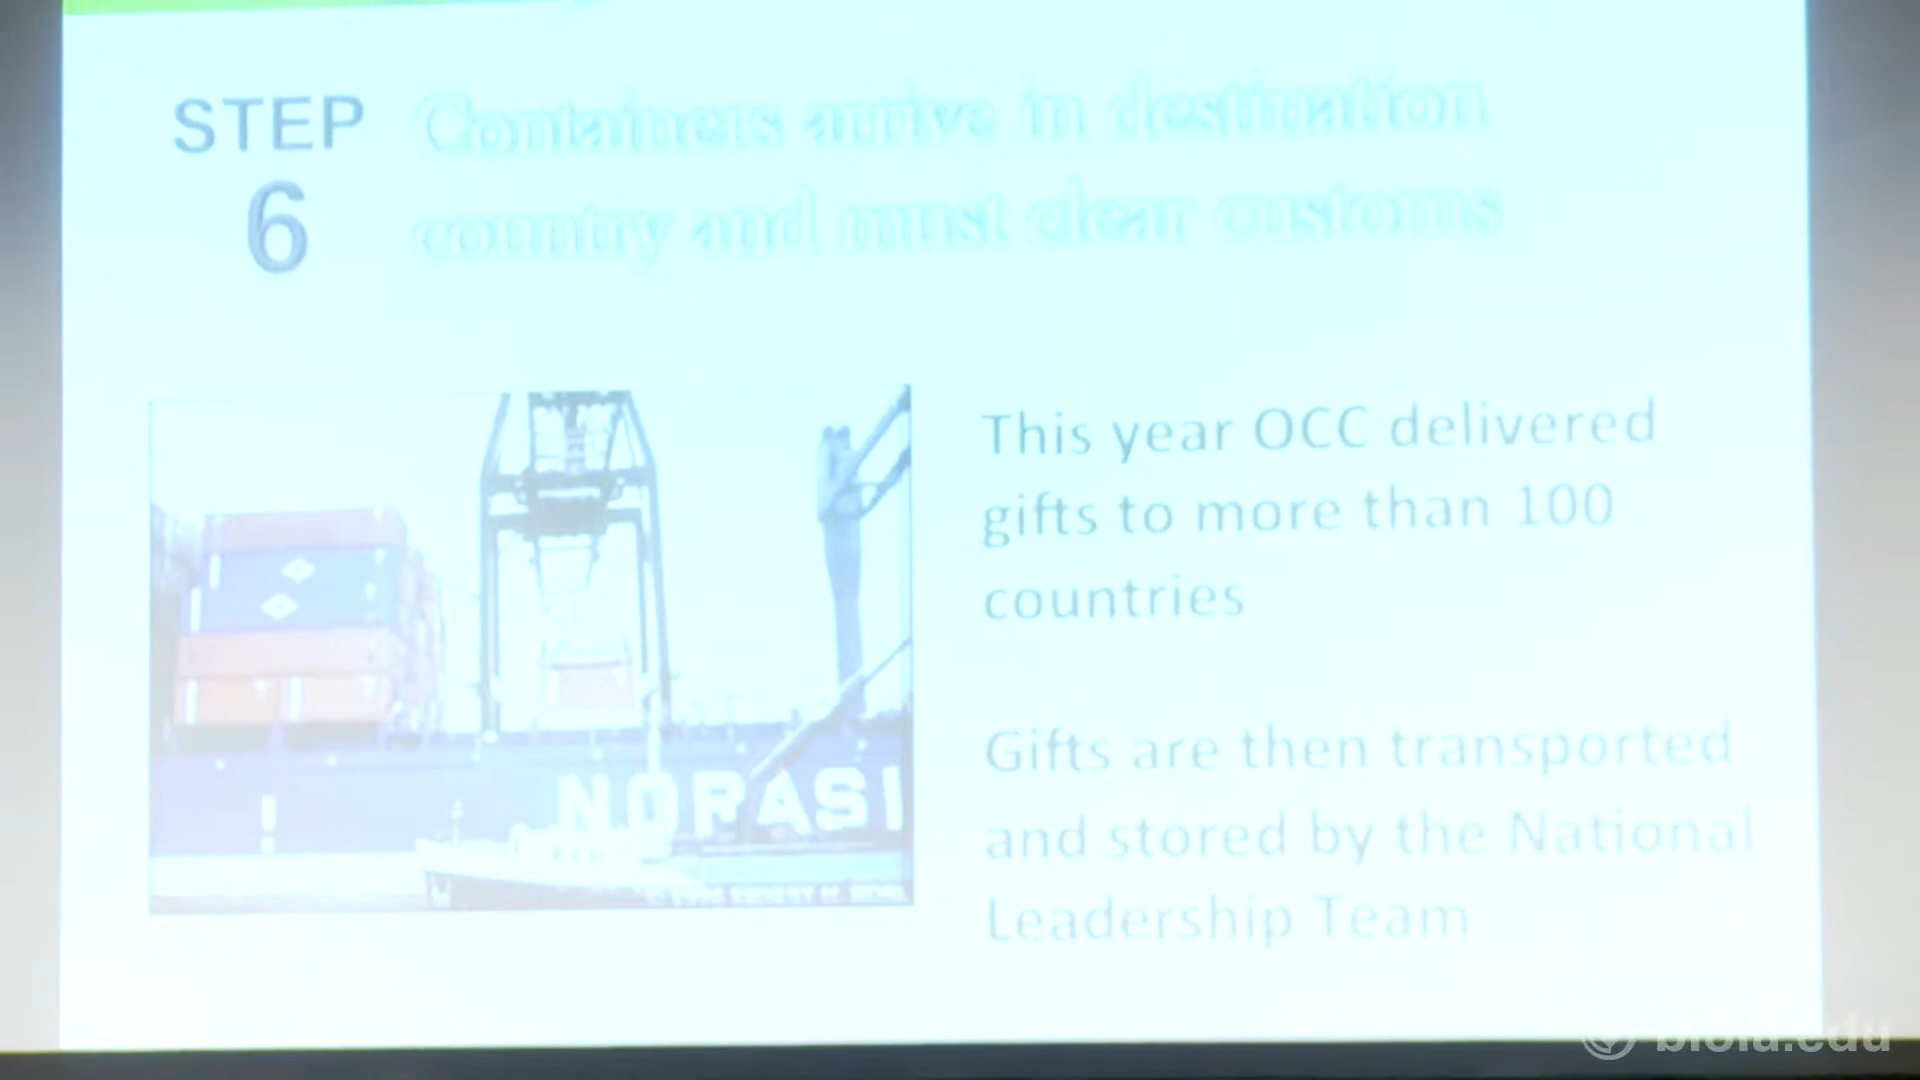 STEP
6
Containers arrive in destination
country and must clear customs
This year OCC delivered
gifts to more than 100
countries
Gifts are then transported
and stored by the National
Leadership Team
NORASI
biola.edu